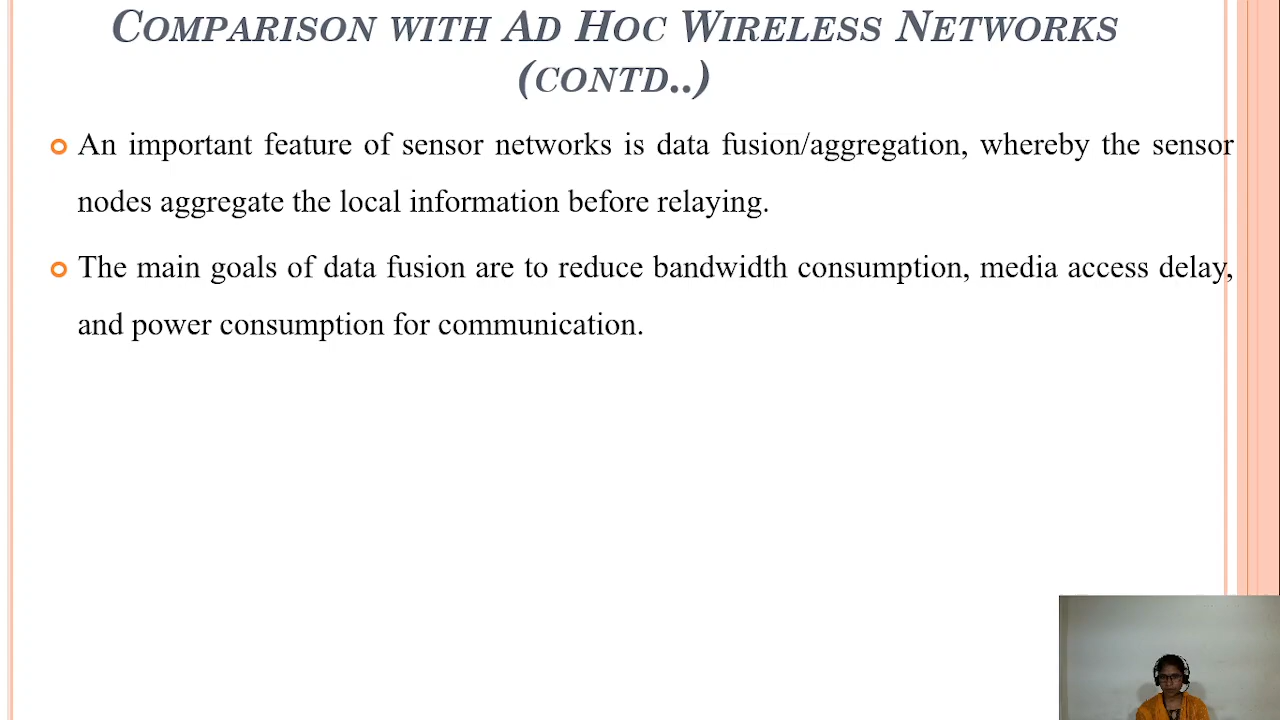 COMPARISON WITH AD HOC WIRELESS NETWORKS
(CONTD..)
An important feature of sensor networks is data fusion/aggregation, whereby the sensor
nodes aggregate the local information before relaying.
The main goals of data fusion are to reduce bandwidth consumption, media access delay,
and power consumption for communication.